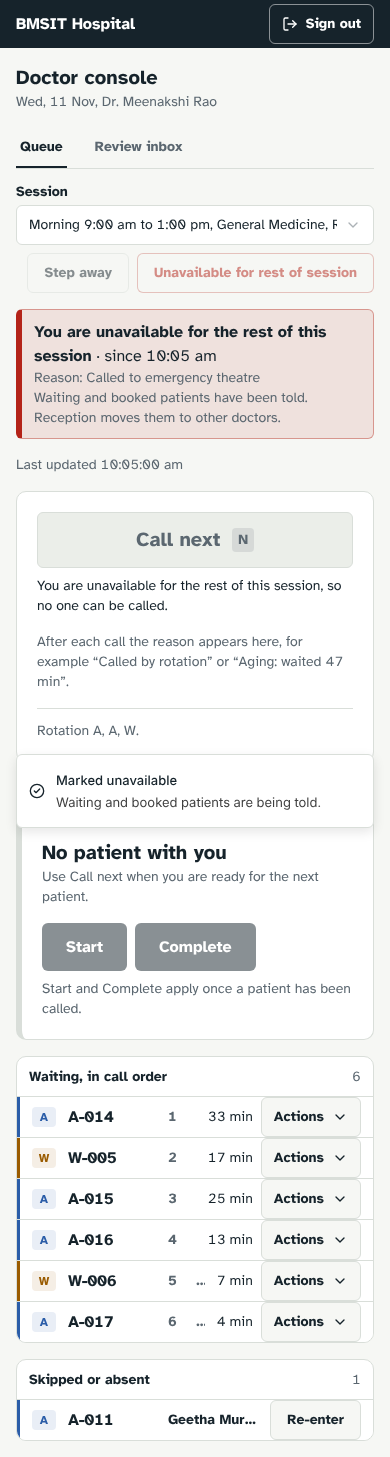 BMSIT Hospital
Sign out
Doctor console
Wed, 11 Nov, Dr. Meenakshi Rao
Queue
Review inbox
Session
Morning 9:00 am to 1:00 pm, General Medicine, R
Step away
Unavailable for rest of session
You are unavailable for the rest of this
session · since 10:05 am
Reason: Called to emergency theatre
Waiting and booked patients have been told.
Reception moves them to other doctors.
Last updated 10:05:00 am
Call next N
You are unavailable for the rest of this session, so
no one can be called.
After each call the reason appears here, for
example “Called by rotation” or “Aging: waited 47
min”.
Rotation A, A, W.
Marked unavailable
Waiting and booked patients are being told.
No patient with you
Use Call next when you are ready for the next
patient.
Start
Complete
Start and Complete apply once a patient has been
called.
Waiting, in call order 6
A A-014 1 33 min Actions
W W-005 2 17 min Actions
A A-015 3 25 min Actions
A A-016 4 13 min Actions
W W-006 5 … 7 min Actions
A A-017 6 … 4 min Actions
Skipped or absent 1
A A-011 Geetha Mur… Re-enter